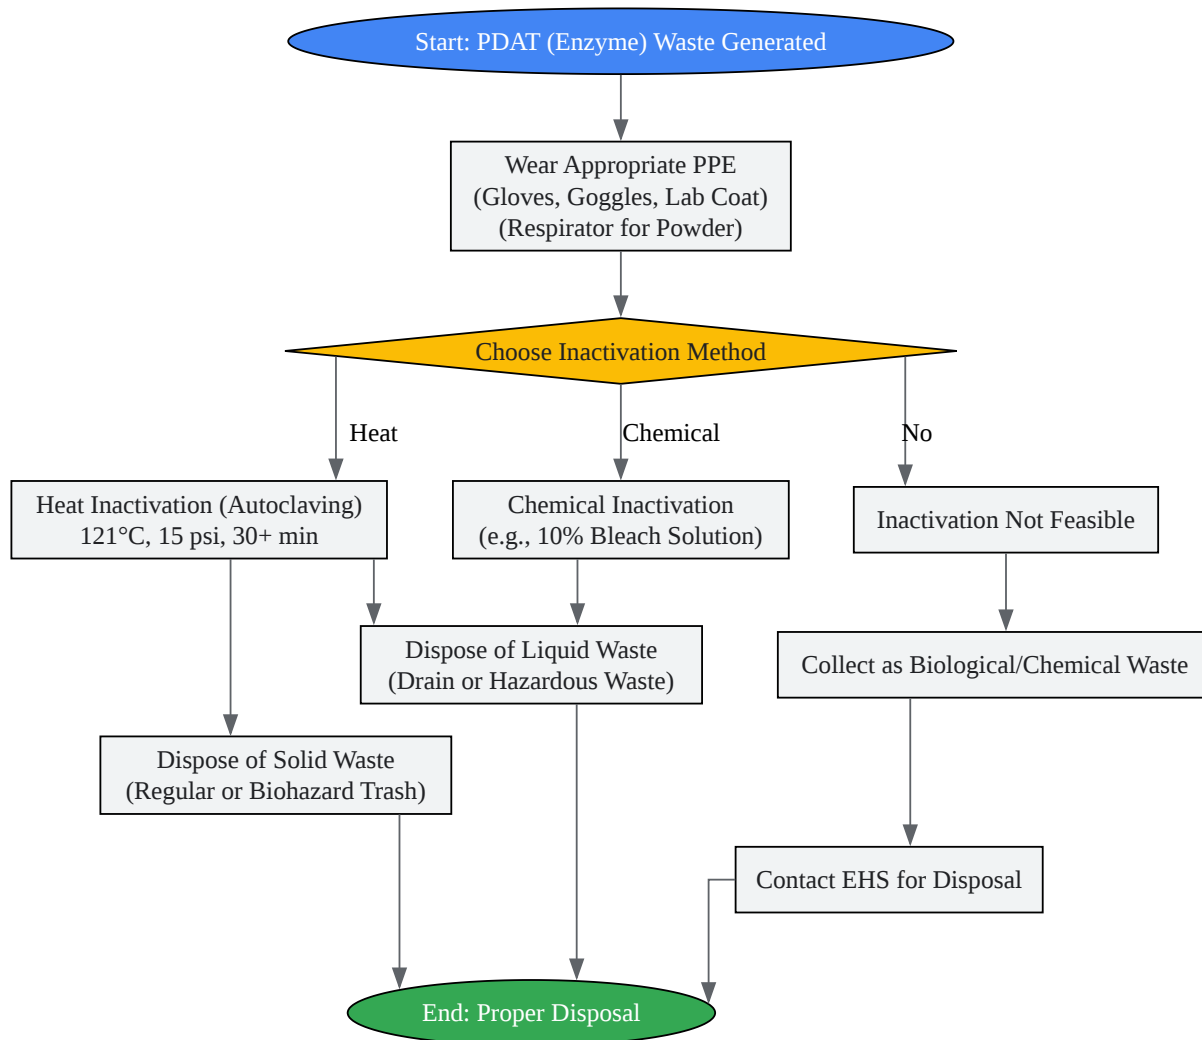 Start: PDAT (Enzyme) Waste Generated
Wear Appropriate PPE
(Gloves, Goggles, Lab Coat)
(Respirator for Powder)
Choose Inactivation Method
Heat
Chemical
No
Heat Inactivation (Autoclaving)
121°C, 15 psi, 30+ min
Chemical Inactivation
(e.g., 10% Bleach Solution)
Inactivation Not Feasible
Dispose of Liquid Waste
(Drain or Hazardous Waste)
Collect as Biological/Chemical Waste
Dispose of Solid Waste
(Regular or Biohazard Trash)
Contact EHS for Disposal
End: Proper Disposal